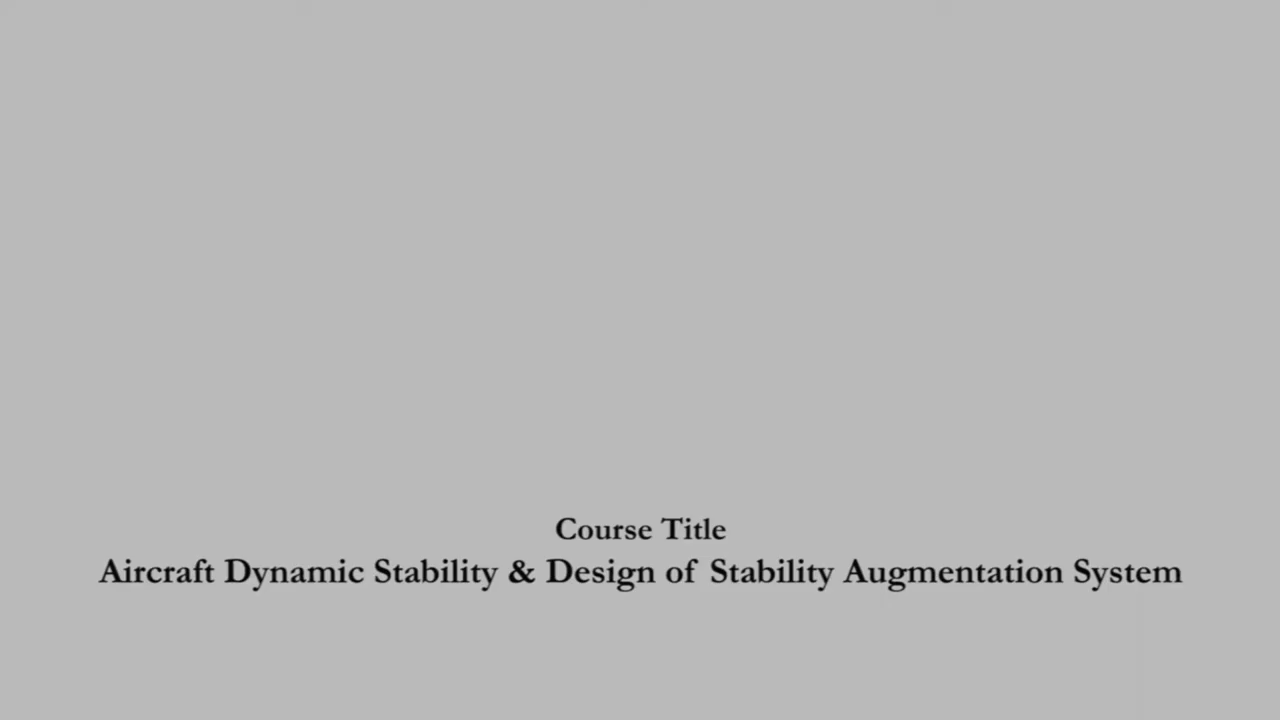 Course Title
Aircraft Dynamic Stability & Design of Stability Augmentation System